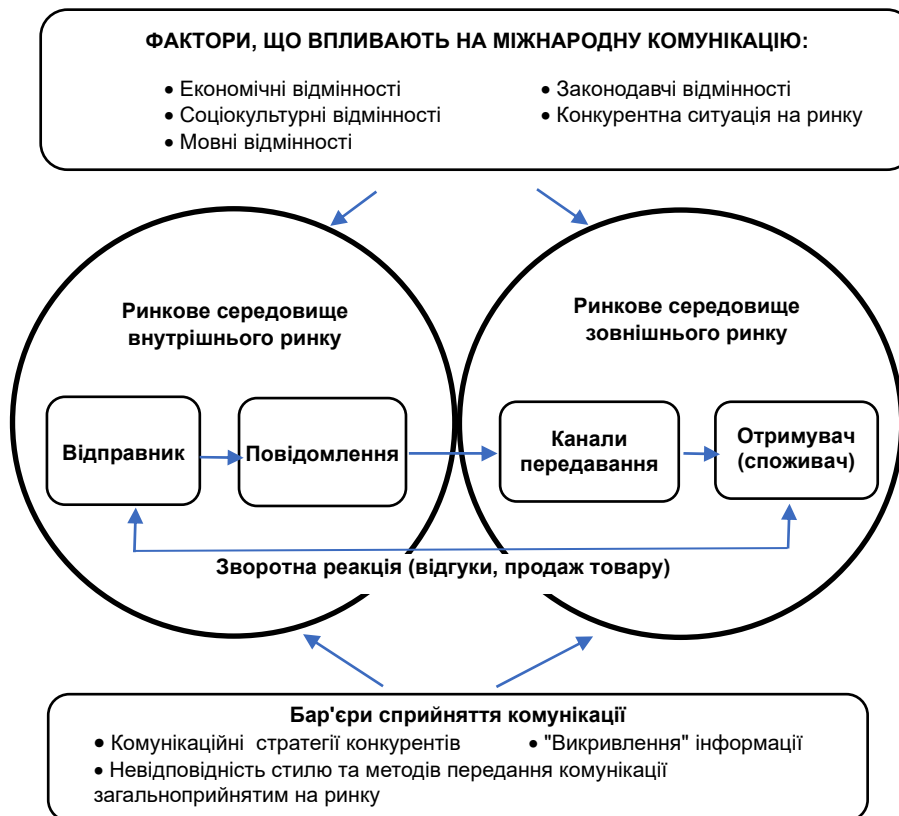 ФАКТОРИ, ЩО ВПЛИВАЮТЬ НА МІЖНАРОДНУ КОМУНІКАЦІЮ:
• Економічні відмінності
• Соціокультурні відмінності
• Мовні відмінності
• Законодавчі відмінності
• Конкурентна ситуація на ринку
Ринкове середовище
внутрішнього ринку
Ринкове середовище
зовнішнього ринку
Відправник
Повідомлення
Канали
передавання
Отримувач
(споживач)
Зворотна реакція (відгуки, продаж товару)
Бар'єри сприйняття комунікації
• Комунікаційні стратегії конкурентів
• "Викривлення" інформації
• Невідповідність стилю та методів передання комунікації
загальноприйнятим на ринку